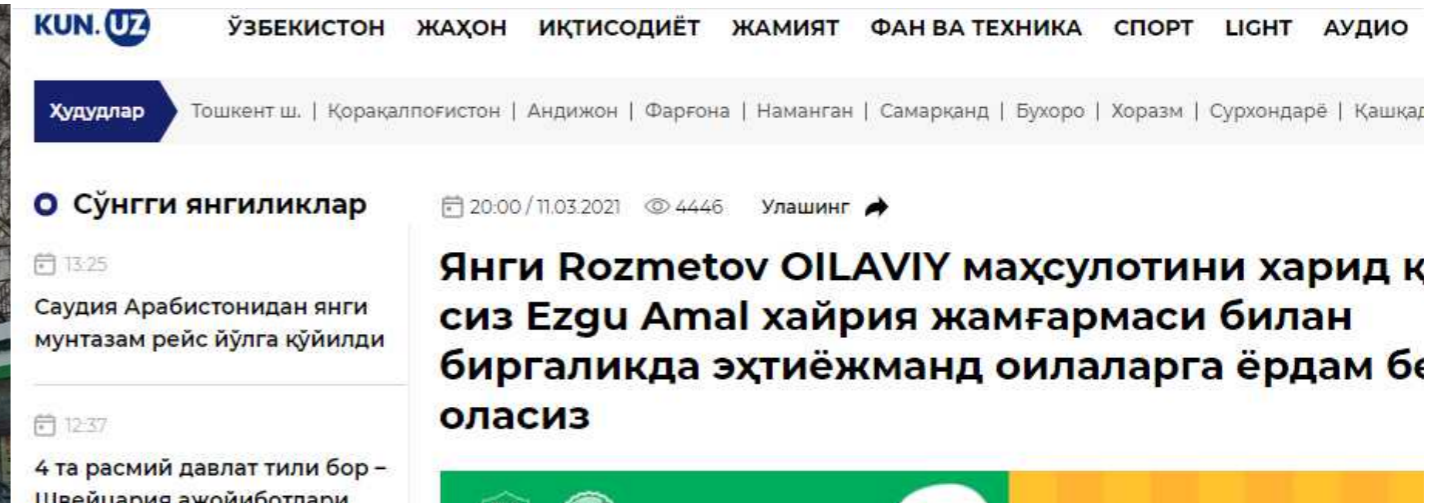 KUN.UZ
ЎЗБЕКИСТОН ЖАҲОН ИҚТИСОДИЁТ ЖАМИЯТ ФАН ВА ТЕХНИКА СПОРТ LIGHT АУДИО
Ҳудудлар Тошкент ш. | Қорақалпоғистон | Андижон | Фарғона | Наманган | Самарқанд | Бухоро | Хоразм | Сурхондарё |
Сўнгги янгиликлар
13:25
Саудия Арабистонидан янги
мунтазам рейс йўлга қўйилди
12:37
4 та расмий давлат тили бор –
Швейцария ажойиботлари
20:00 / 11.03.2021 4446 Улашинг
Янги Rozmetov OILAVIY маҳсулотини харид
сиз Ezgu Amal хайрия жамғармаси билан
биргаликда эҳтиёжманд оилаларга ёрдам
оласиз